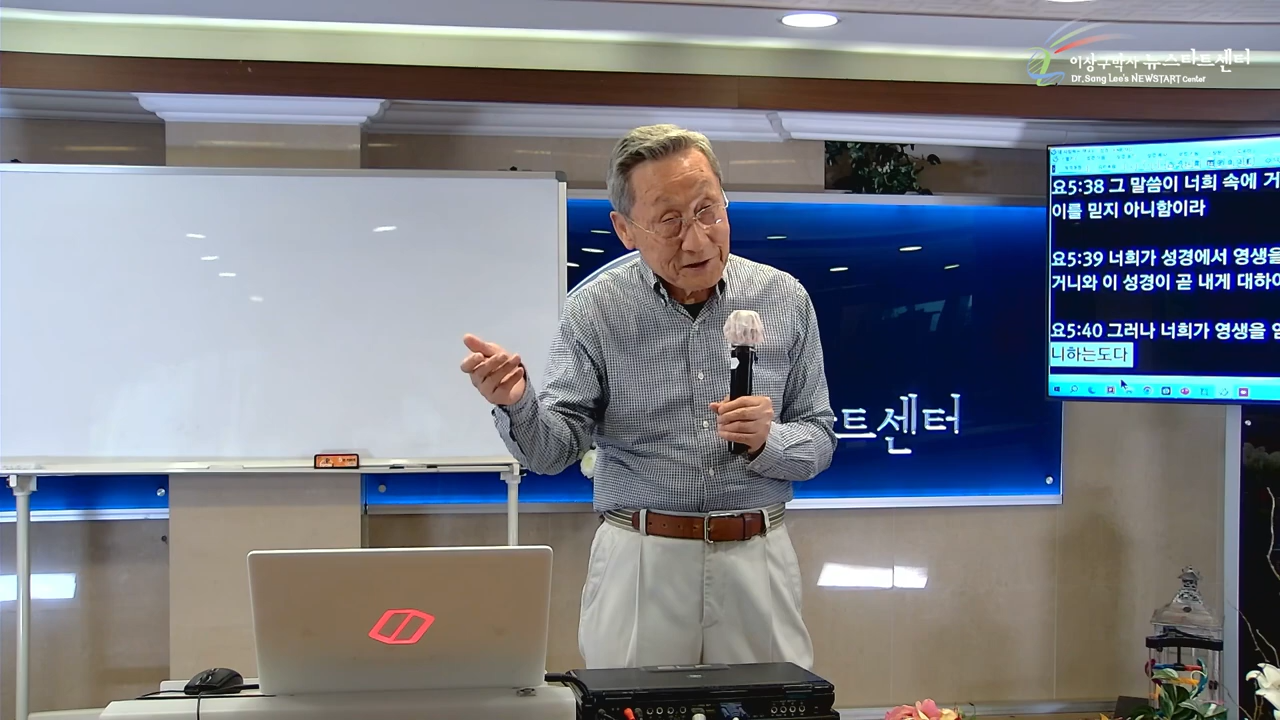 이상구박사 뉴스타트센터
Dr. Sang Lee's NEWSTART Center
요5:38 그 말씀이 너희 속에 거
이를 믿지 아니함이라
요5:39 너희가 성경에서 영생을
거니와 이 성경이 곧 내게 대하여
요5:40 그러나 너희가 영생을 얻
니하는도다
트센터